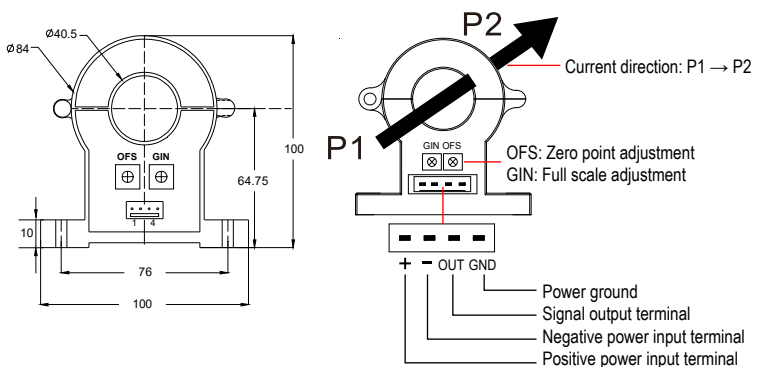 Ø40.5
Ø84
OFS GIN
1 4
100
64.75
10
76
100
P2
P1
Current direction: P1 → P2
GIN OFS
OFS: Zero point adjustment
GIN: Full scale adjustment
+ − OUT GND
Power ground
Signal output terminal
Negative power input terminal
Positive power input terminal